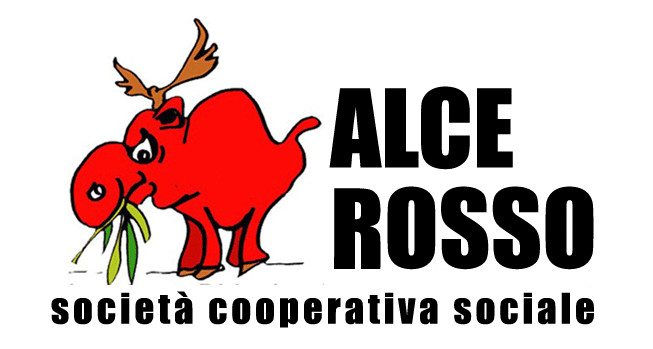 ALCE
ROSSO
società cooperativa sociale